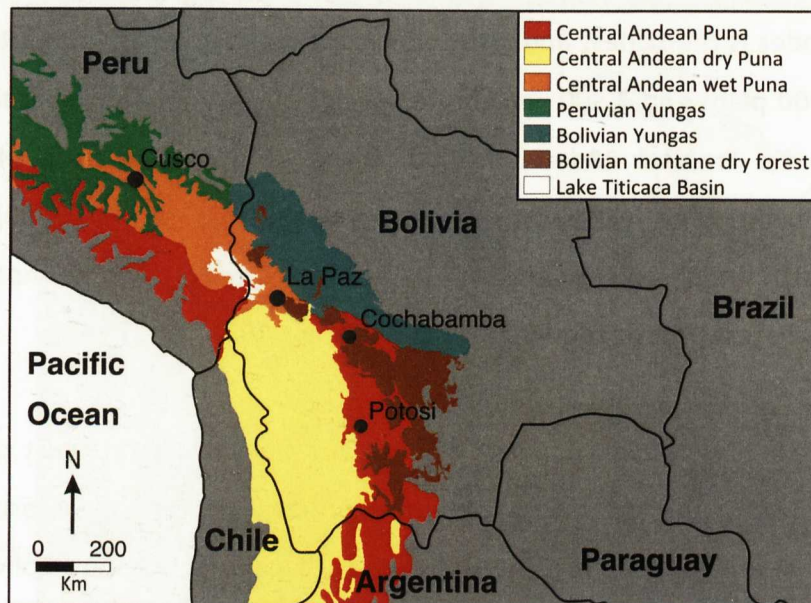 Peru
Cusco
Bolivia
La Paz
Cochabamba
Potosi
Brazil
Pacific
Ocean
N
0 200
Km
Chile
Argentina
Paraguay
Central Andean Puna
Central Andean dry Puna
Central Andean wet Puna
Peruvian Yungas
Bolivian Yungas
Bolivian montane dry forest
Lake Titicaca Basin